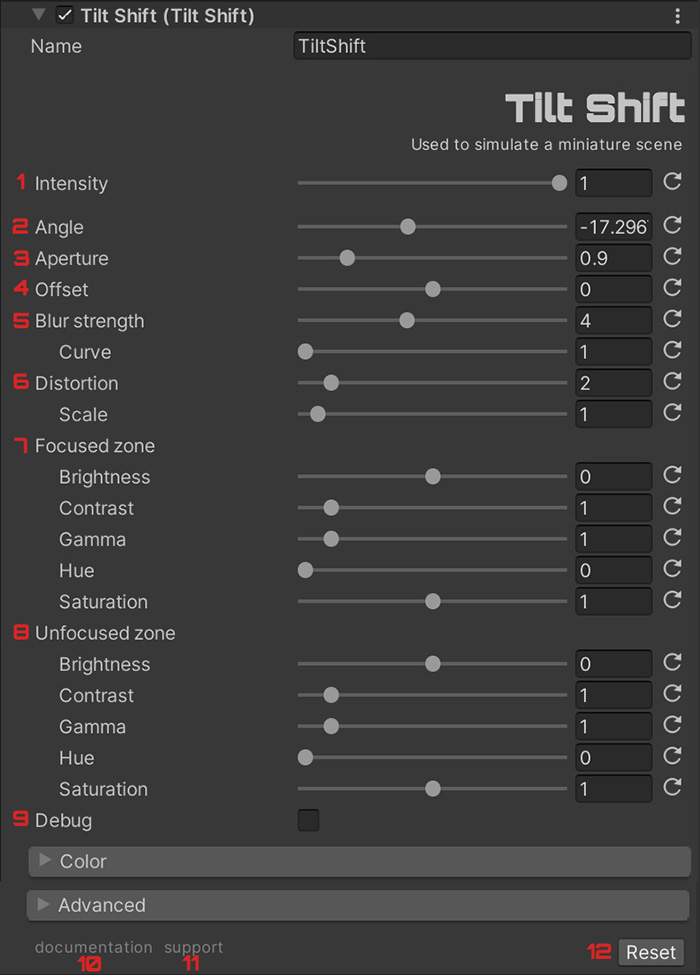 Tilt Shift (Tilt Shift)
Name TiltShift
Tilt Shift
Used to simulate a miniature scene
1 Intensity 1
2 Angle -17.296
3 Aperture 0.9
4 Offset 0
5 Blur strength 4
Curve 1
6 Distortion 2
Scale 1
7 Focused zone
Brightness 0
Contrast 1
Gamma 1
Hue 0
Saturation 1
8 Unfocused zone
Brightness 0
Contrast 1
Gamma 1
Hue 0
Saturation 1
9 Debug
Color
Advanced
documentation support
10 11 12 Reset